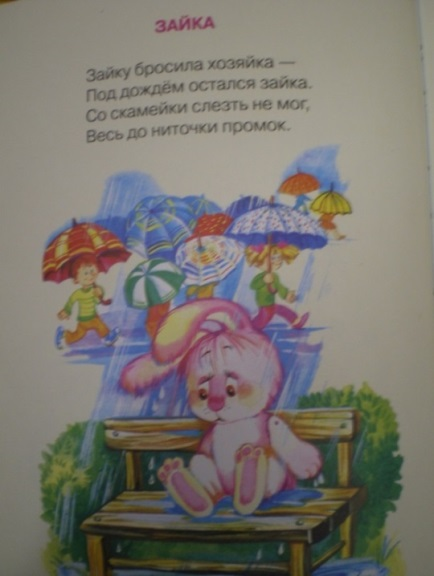 ЗАЙКА
Зайку бросила хозяйка —
Под дождём остался зайка.
Со скамейки слезть не мог,
Весь до ниточки промок.